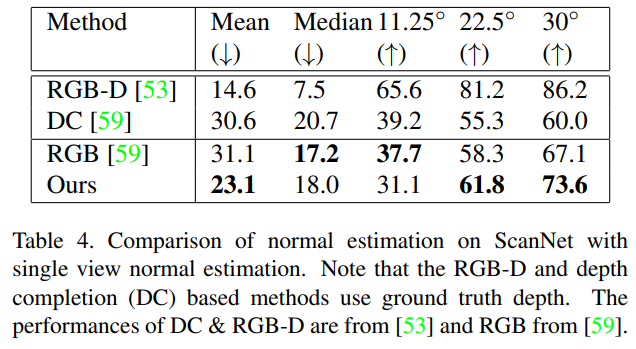 Method Mean Median 11.25° 22.5° 30°
(↓) (↓) (↑) (↑) (↑)
RGB-D [53] 14.6 7.5 65.6 81.2 86.2
DC [59] 30.6 20.7 39.2 55.3 60.0
RGB [59] 31.1 17.2 37.7 58.3 67.1
Ours 23.1 18.0 31.1 61.8 73.6
Table 4. Comparison of normal estimation on ScanNet with
single view normal estimation. Note that the RGB-D and depth
completion (DC) based methods use ground truth depth. The
performances of DC & RGB-D are from [53] and RGB from [59].